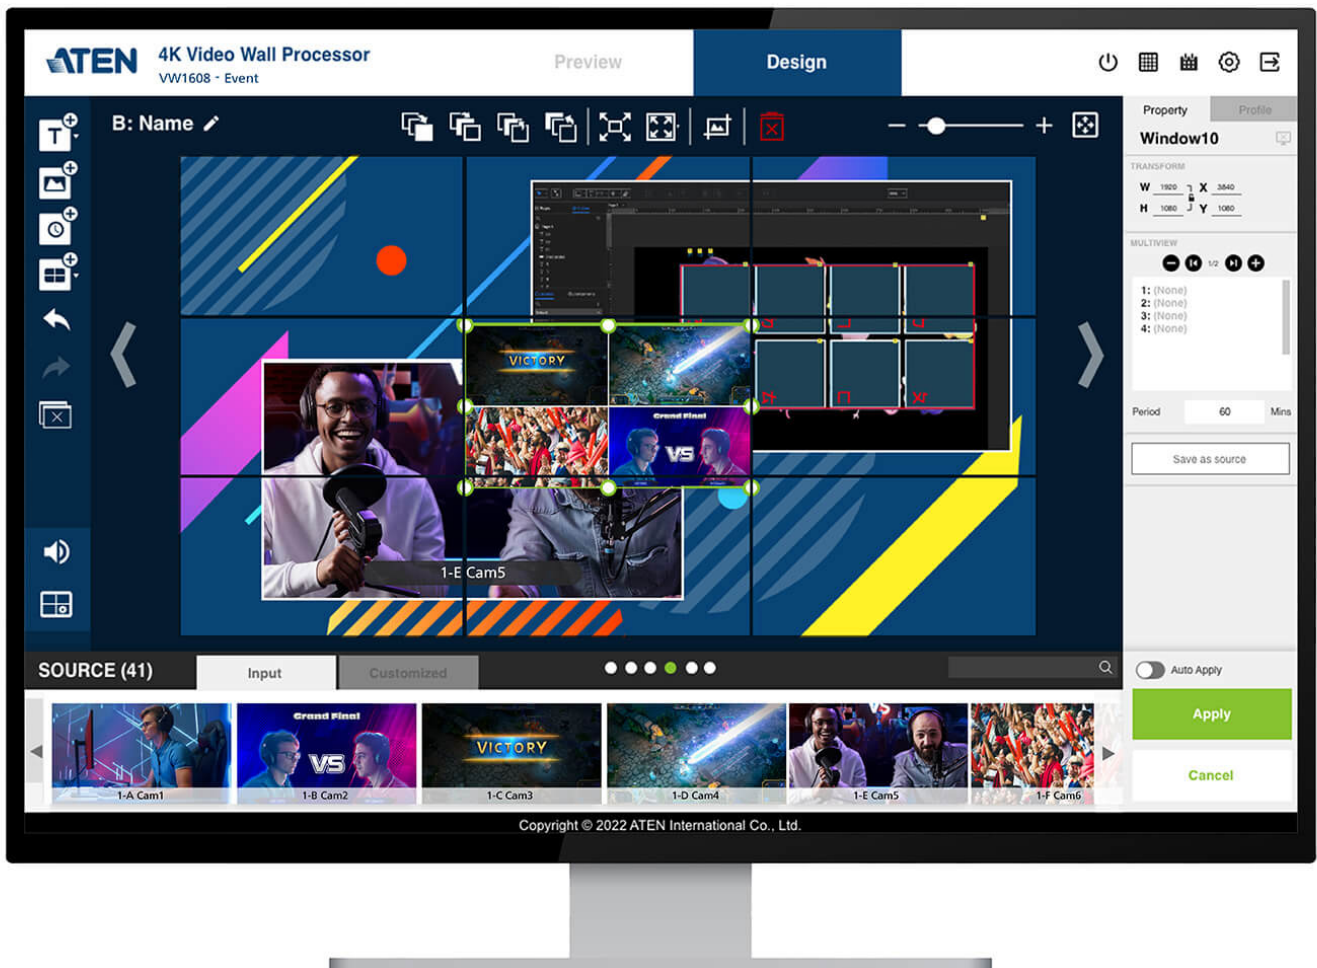 ATEN
4K Video Wall Processor
VW1608 - Event
Preview
Design
B: Name
Property
Profile
Window10
TRANSFORM
W 1920 X 3840
H 1080 Y 1080
MULTIVIEW
1/2
1: (None)
2: (None)
3: (None)
4: (None)
Period 60 Mins
Save as source
VICTORY
Grand Final
VS
1-E Cam5
SOURCE (41)
Input
Customized
Auto Apply
Apply
Cancel
Grand Final
VS
VICTORY
VS
1-A Cam1
1-B Cam2
1-C Cam3
1-D Cam4
1-E Cam5
1-F Cam6
Copyright © 2022 ATEN International Co., Ltd.